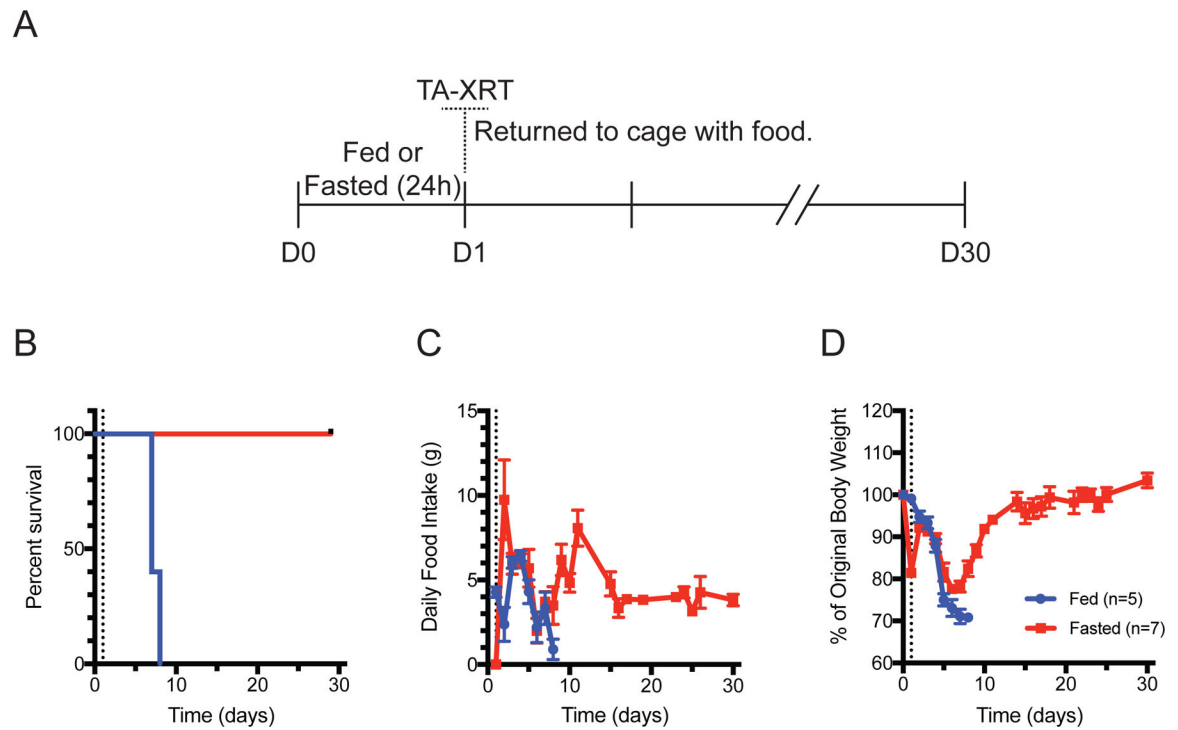 A
TA-XRT
Returned to cage with food.
Fed or
Fasted (24h)
D0
D1
D30
B
C
D
Percent survival
100
50
0
0
10
20
30
Time (days)
Daily Food Intake (g)
15
10
5
0
0
10
20
30
Time (days)
% of Original Body Weight
120
110
100
90
80
70
60
0
10
20
30
Time (days)
Fed (n=5)
Fasted (n=7)